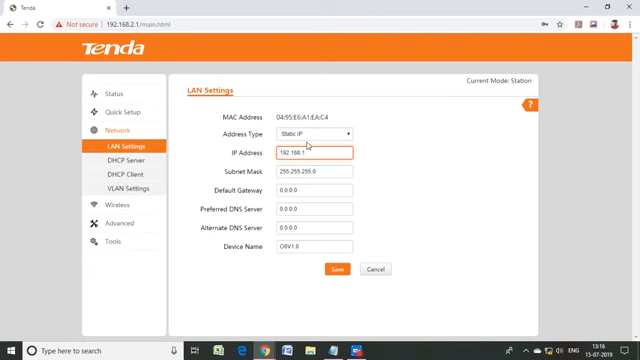 Tenda
Not secure | 192.168.2.1/main.html
Tenda
Current Mode: Station
Status
Quick Setup
Network
LAN Settings
DHCP Server
DHCP Client
VLAN Settings
Wireless
Advanced
Tools
LAN Settings
?
MAC Address 04:95:E6:A1:EA:C4
Address Type Static IP
IP Address 192.168.1
Subnet Mask 255.255.255.0
Default Gateway 0.0.0.0
Preferred DNS Server 0.0.0.0
Alternate DNS Server 0.0.0.0
Device Name O6V1.0
Save Cancel
Type here to search
ENG
13:16
15-07-2019